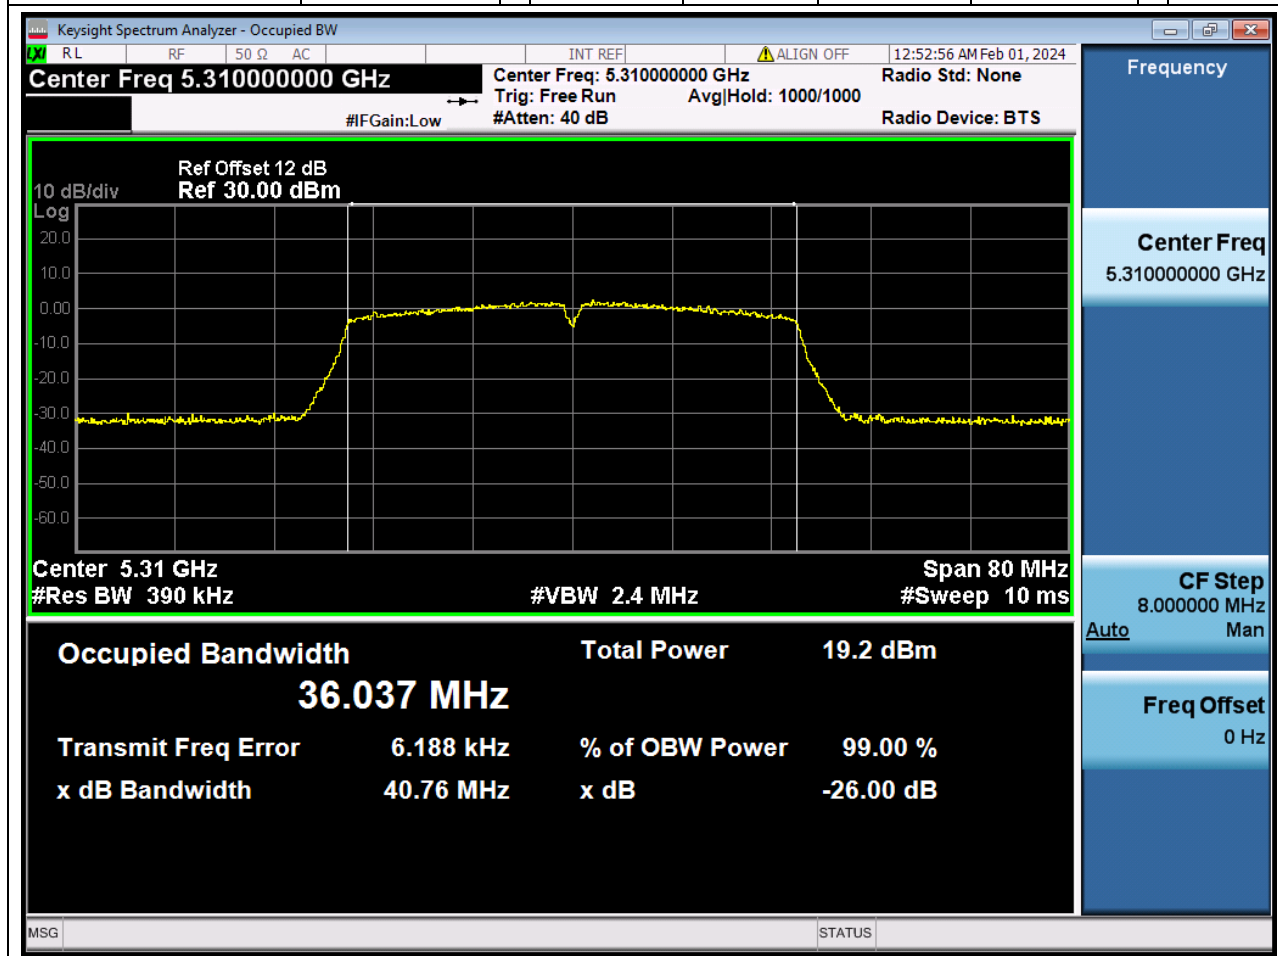 Keysight Spectrum Analyzer - Occupied BW
LXI RL RF 50 Ω AC INT REF ALIGN OFF 12:52:56 AM Feb 01, 2024
Center Freq 5.310000000 GHz
Center Freq: 5.310000000 GHz
Radio Std: None
Trig: Free Run Avg|Hold: 1000/1000
#IFGain:Low
#Atten: 40 dB
Radio Device: BTS
Ref Offset 12 dB
10 dB/div Ref 30.00 dBm
Log
20.0
10.0
0.00
-10.0
-20.0
-30.0
-40.0
-50.0
-60.0
Center 5.31 GHz Span 80 MHz
#Res BW 390 kHz #VBW 2.4 MHz #Sweep 10 ms
Occupied Bandwidth Total Power 19.2 dBm
36.037 MHz
Transmit Freq Error 6.188 kHz % of OBW Power 99.00 %
x dB Bandwidth 40.76 MHz x dB -26.00 dB
MSG STATUS
Frequency
Center Freq
5.310000000 GHz
CF Step
8.000000 MHz
Auto Man
Freq Offset
0 Hz